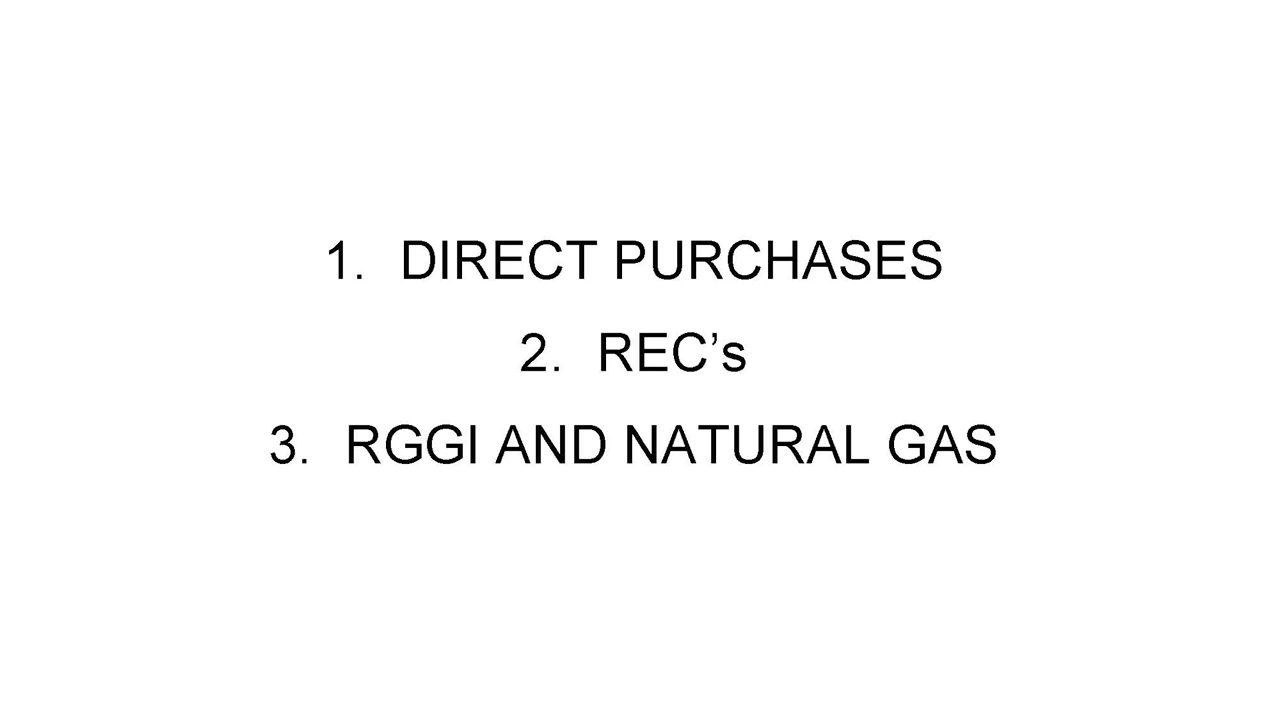 1. DIRECT PURCHASES
2. REC’s
3. RGGI AND NATURAL GAS